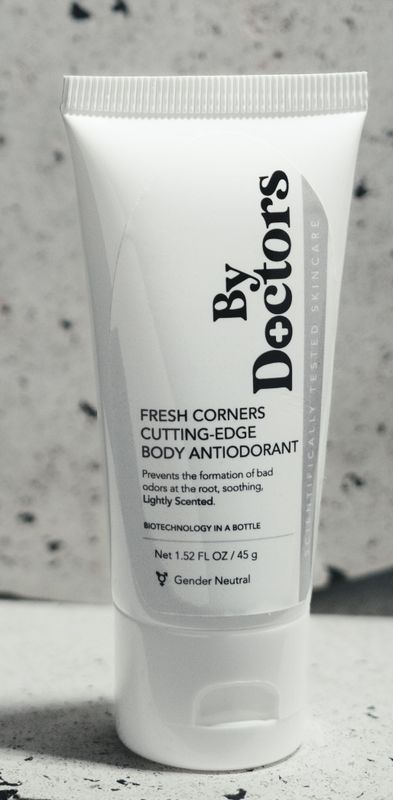 By
Doctors
SCIENTIFICALLY TESTED SKINCARE
FRESH CORNERS
CUTTING-EDGE
BODY ANTIODORANT
Prevents the formation of bad
odors at the root, soothing,
Lightly Scented.
BIOTECHNOLOGY IN A BOTTLE
Net 1.52 FL OZ / 45 g
Gender Neutral